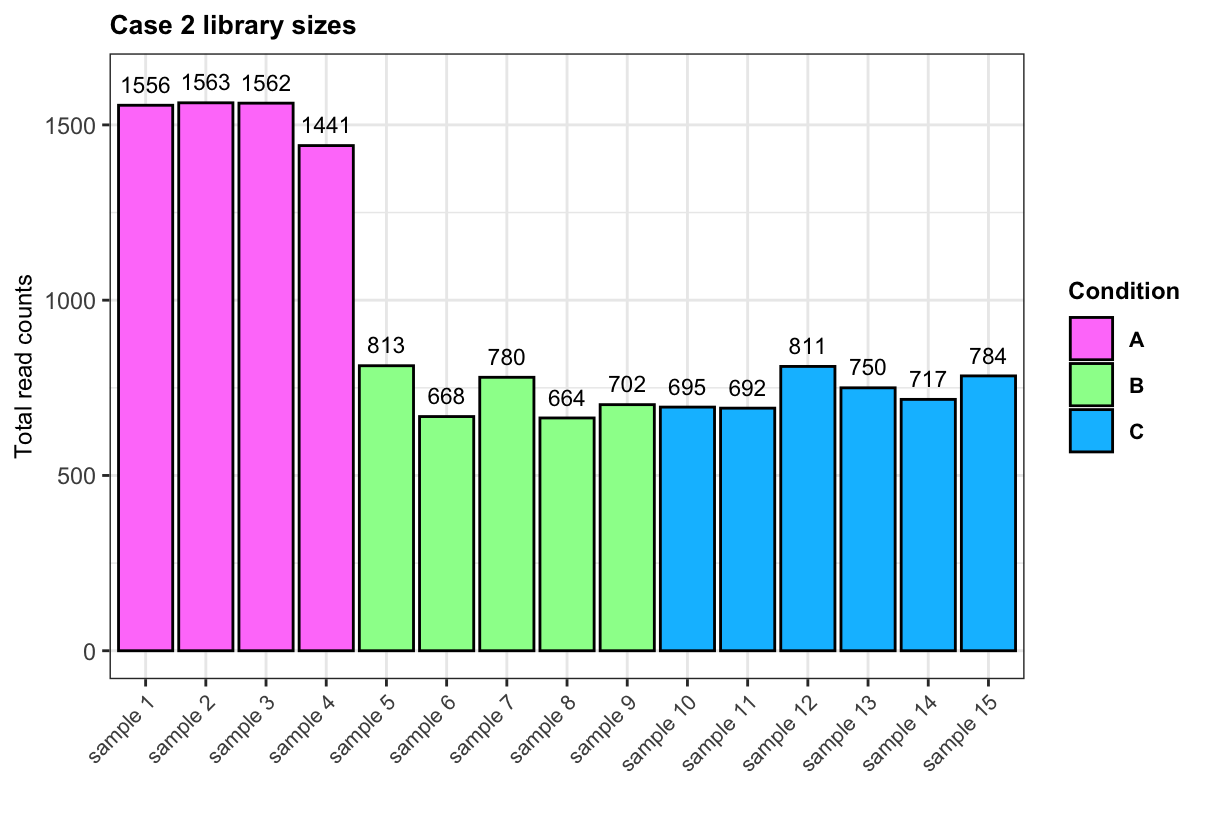 Case 2 library sizes
1556 1563 1562
1441
813
668
780
664
702
695
692
811
750
717
784
1500
1000
500
0
Total read counts
sample 1
sample 2
sample 3
sample 4
sample 5
sample 6
sample 7
sample 8
sample 9
sample 10
sample 11
sample 12
sample 13
sample 14
sample 15
Condition
A
B
C